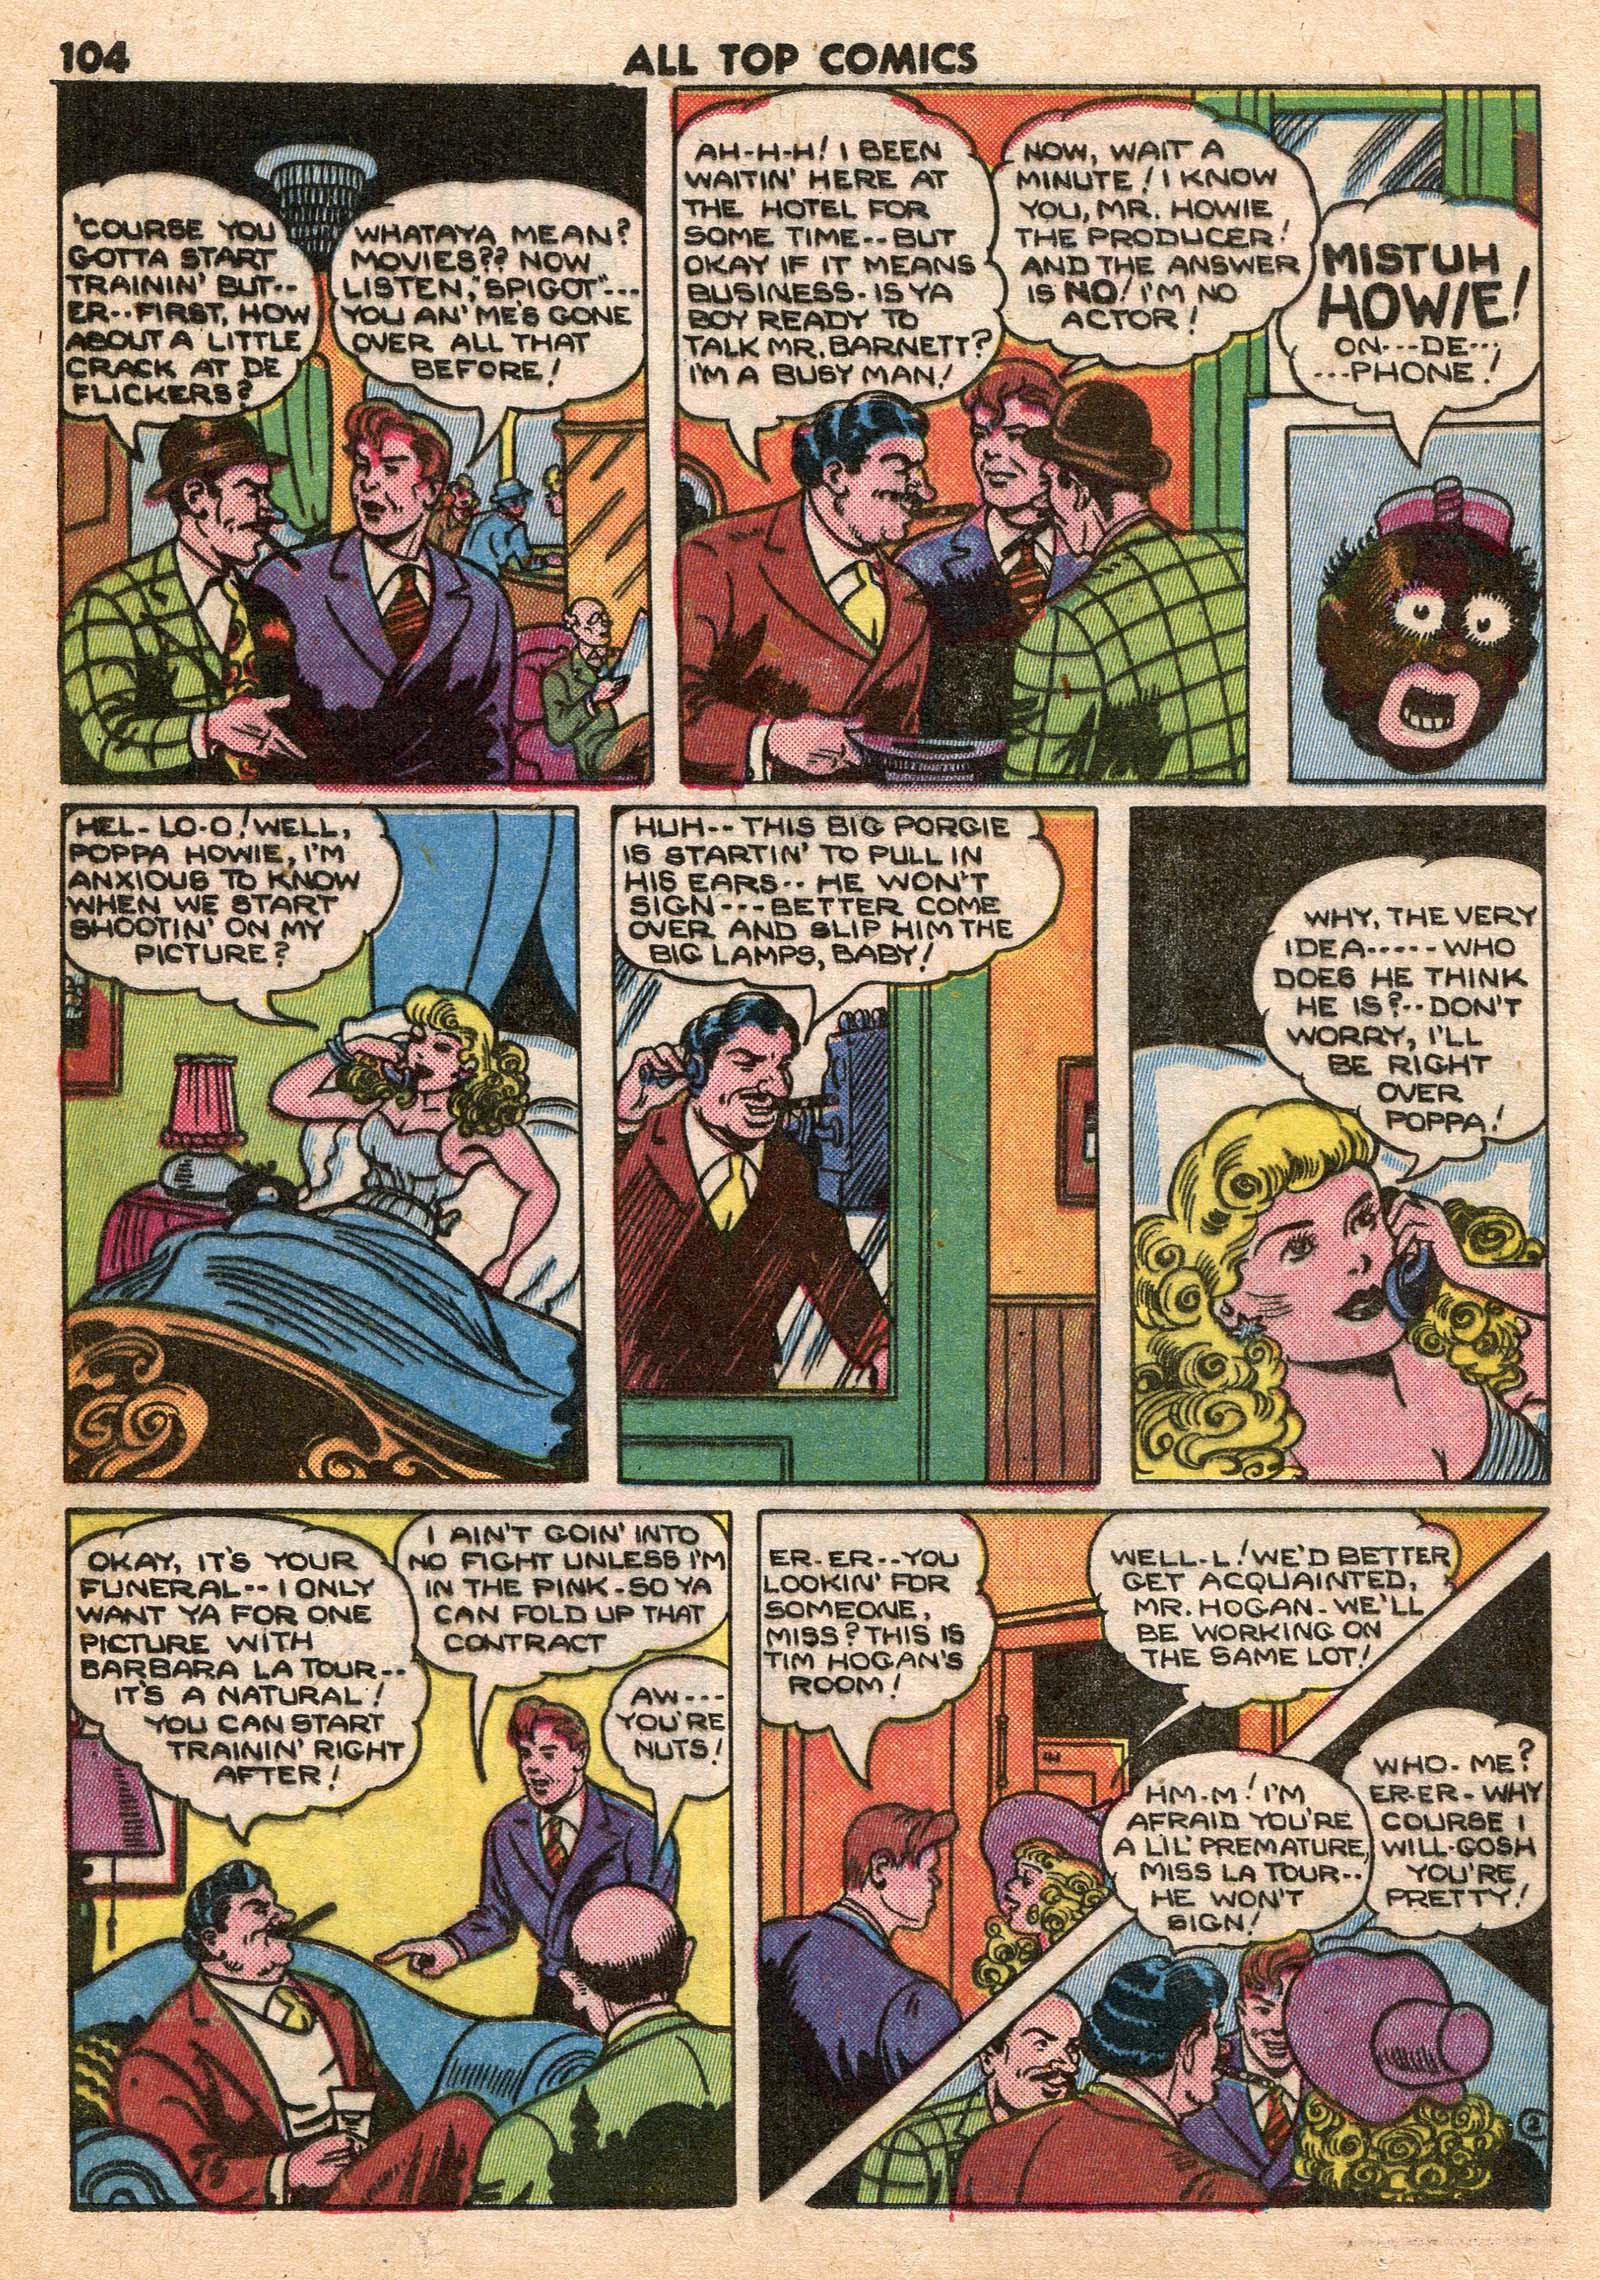 104
ALL TOP COMICS
'COURSE YOU
GOTTA START
TRAININ' BUT--
ER--FIRST, HOW
ABOUT A LITTLE
CRACK AT DE
FLICKERS?
WHATAYA MEAN?
MOVIES?? NOW
LISTEN, "SPIGOT"---
YOU AN' ME'S GONE
OVER ALL THAT
BEFORE!
AH-H-H! I BEEN
WAITIN' HERE AT
THE HOTEL FOR
SOME TIME--BUT
OKAY IF IT MEANS
BUSINESS-IS YA
BOY READY TO
TALK MR. BARNETT?
I'M A BUSY MAN!
NOW, WAIT A
MINUTE! I KNOW
YOU, MR. HOWIE
THE PRODUCER!
AND THE ANSWER
IS NO! I'M NO
ACTOR!
MISTUH
HOWIE!
ON---DE---
---PHONE!
HEL-LO-O! WELL,
POPPA HOWIE, I'M
ANXIOUS TO KNOW
WHEN WE START
SHOOTIN' ON MY
PICTURE?
HUH-- THIS BIG PORGIE
IS STARTIN' TO PULL IN
HIS EARS-- HE WON'T
SIGN---BETTER COME
OVER AND SLIP HIM THE
BIG LAMPS, BABY!
WHY, THE VERY
IDEA-----WHO
DOES HE THINK
HE IS?--DON'T
WORRY, I'LL
BE RIGHT
OVER
POPPA!
OKAY, IT'S YOUR
FUNERAL--I ONLY
WANT YA FOR ONE
PICTURE WITH
BARBARA LA TOUR--
IT'S A NATURAL!
YOU CAN START
TRAININ' RIGHT
AFTER!
I AIN'T GOIN' INTO
NO FIGHT UNLESS I'M
IN THE PINK-SO YA
CAN FOLD UP THAT
CONTRACT
AW---
YOU'RE
NUTS!
ER-ER--YOU
LOOKIN' FOR
SOMEONE,
MISS? THIS IS
TIM HOGAN'S
ROOM!
WELL-L! WE'D BETTER
GET ACQUAINTED,
MR. HOGAN-WE'LL
BE WORKING ON
THE SAME LOT!
HM-M! I'M
AFRAID YOU'RE
A LIL' PREMATURE,
MISS LA TOUR--
HE WON'T
SIGN!
WHO-ME?
ER-ER-WHY
COURSE I
WILL-GOSH
YOU'RE
PRETTY!
2